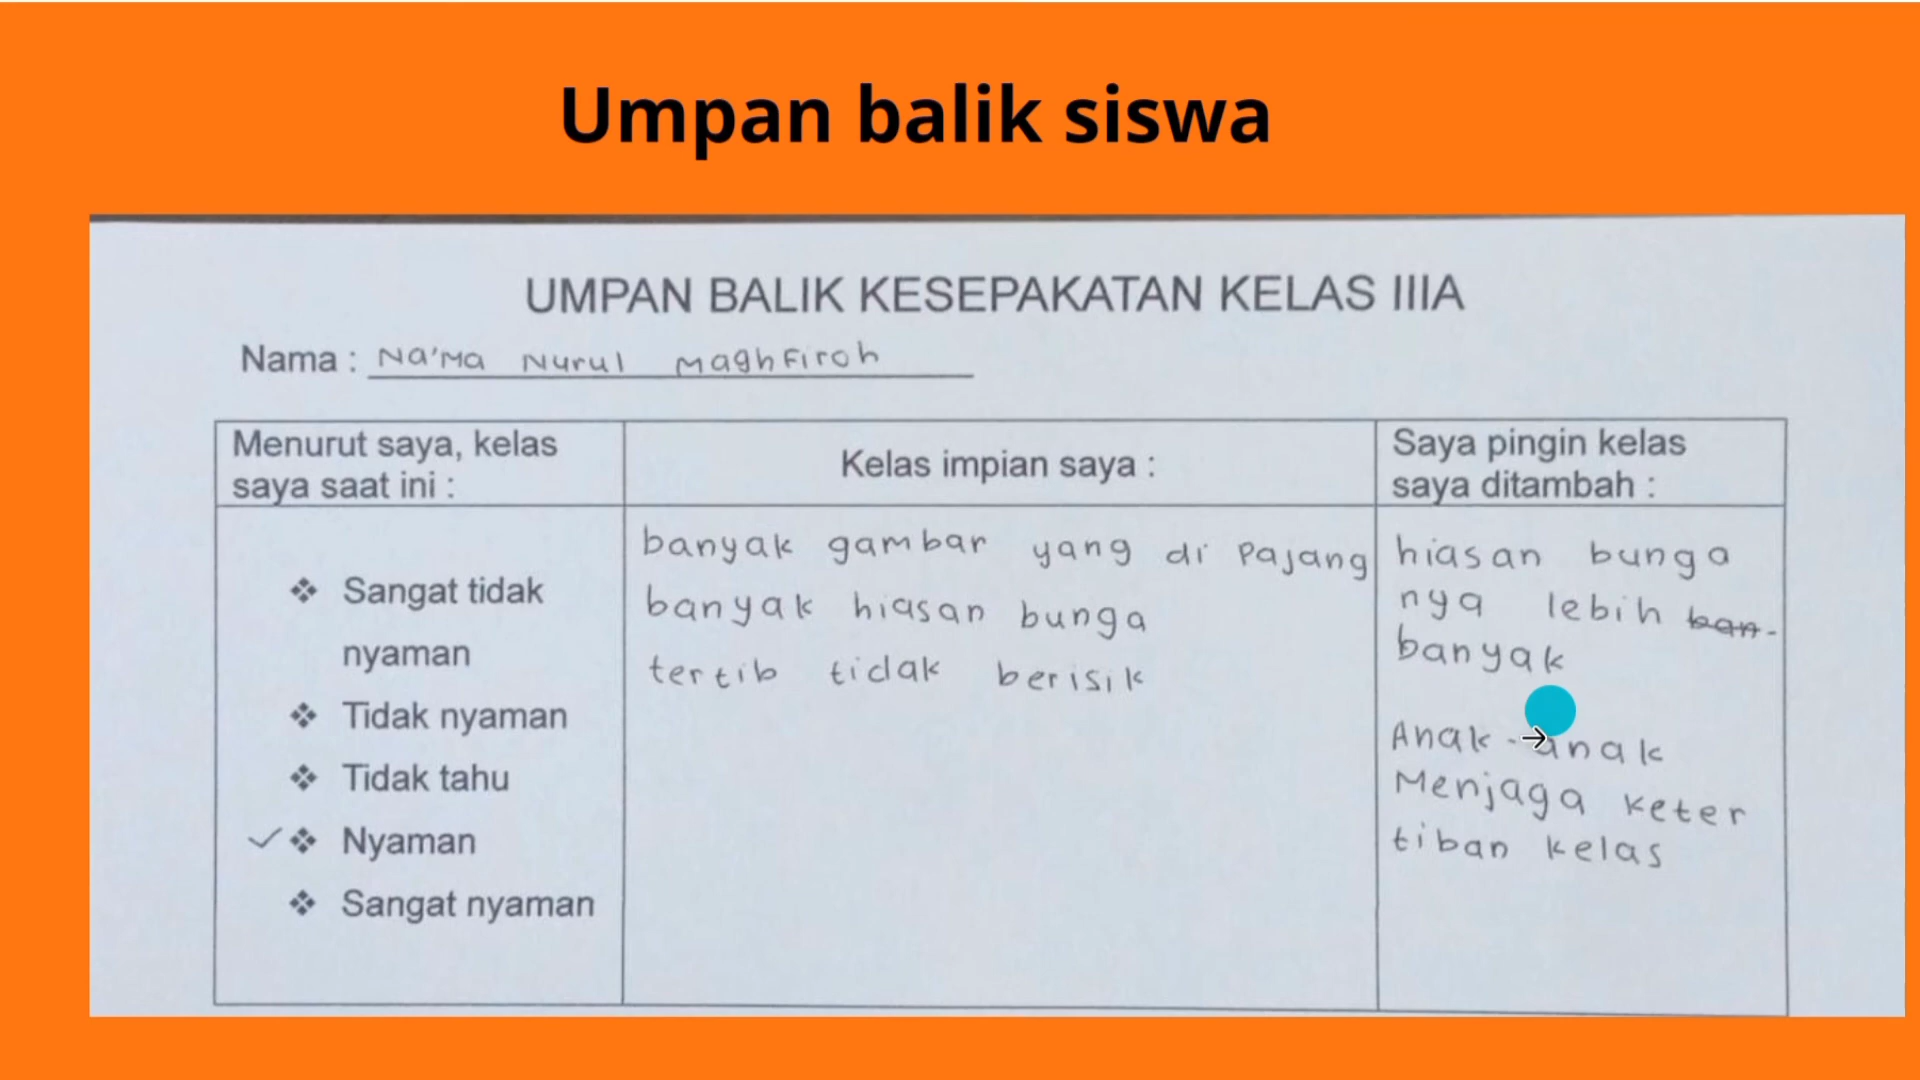 Umpan balik siswa
UMPAN BALIK KESEPAKATAN KELAS IIIA
Nama : Na'Ma Nurul Maghfiroh
Menurut saya, kelas
saya saat ini :
Sangat tidak
nyaman
Tidak nyaman
Tidak tahu
Nyaman
Sangat nyaman
Kelas impian saya :
banyak gambar yang di Pajang
banyak hiasan bunga
tertib tidak berisik
Saya pingin kelas
saya ditambah :
hiasan bunga
nya lebih ban-
banyak
Anak-anak
Menjaga keter
tiban kelas